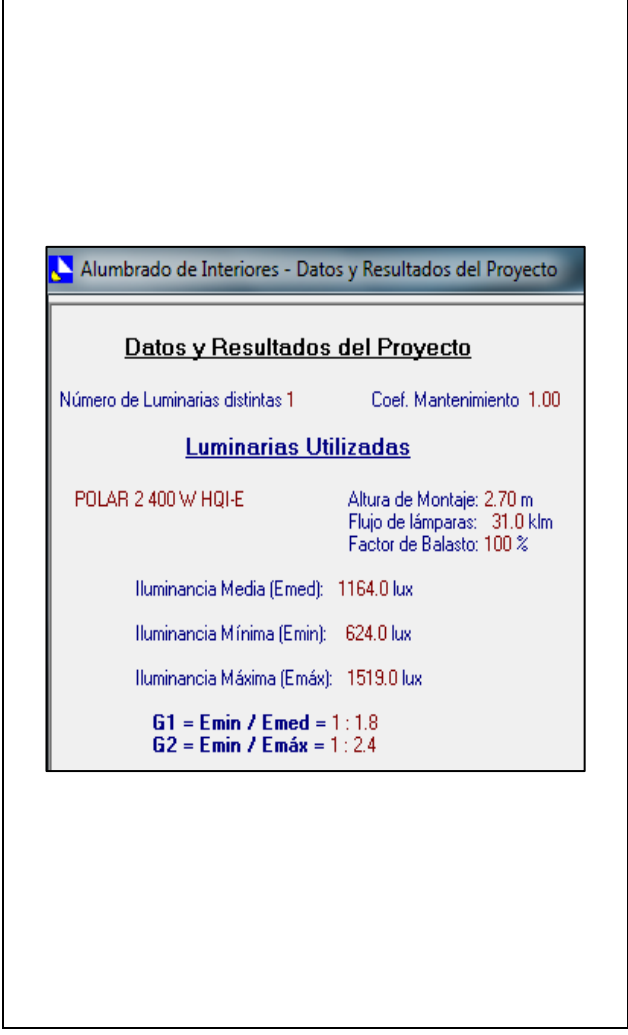 Alumbrado de Interiores - Datos y Resultados del Proyecto
Datos y Resultados del Proyecto
Número de Luminarias distintas 1 Coef. Mantenimiento 1.00
Luminarias Utilizadas
POLAR 2 400 W HQI-E Altura de Montaje: 2.70 m
Flujo de lámparas: 31.0 klm
Factor de Balasto: 100 %
Iluminancia Media (Emed): 1164.0 lux
Iluminancia Mínima (Emin): 624.0 lux
Iluminancia Máxima (Emáx): 1519.0 lux
G1 = Emin / Emed = 1 : 1.8
G2 = Emin / Emáx = 1 : 2.4